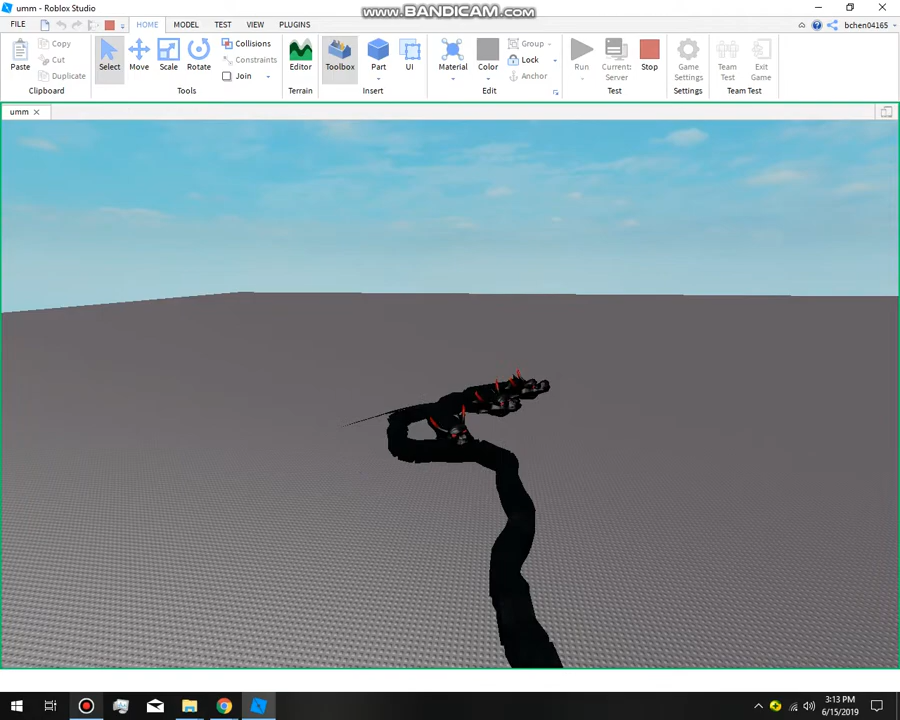 umm - Roblox Studio
www.BANDICAM.com
FILE HOME MODEL TEST VIEW PLUGINS
bchen04165
Paste
Copy
Cut
Duplicate
Clipboard
Select
Move
Scale
Rotate
Collisions
Constraints
Join
Tools
Editor
Terrain
Toolbox
Part
UI
Insert
Material
Color
Group
Lock
Anchor
Edit
Run
Current:
Server
Stop
Test
Game
Settings
Settings
Team
Test
Exit
Game
Team Test
umm
3:13 PM
6/15/2019